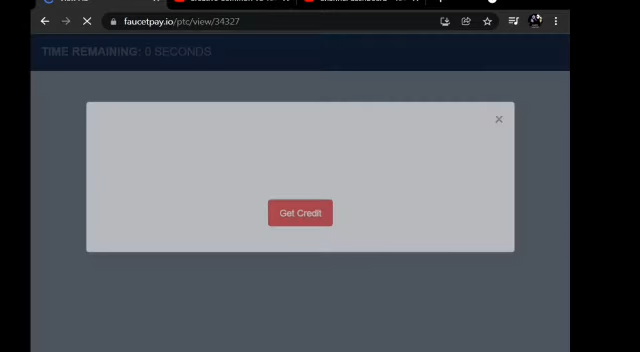 faucetpay.io/ptc/view/34327
TIME REMAINING: 0 SECONDS
x
Get Credit